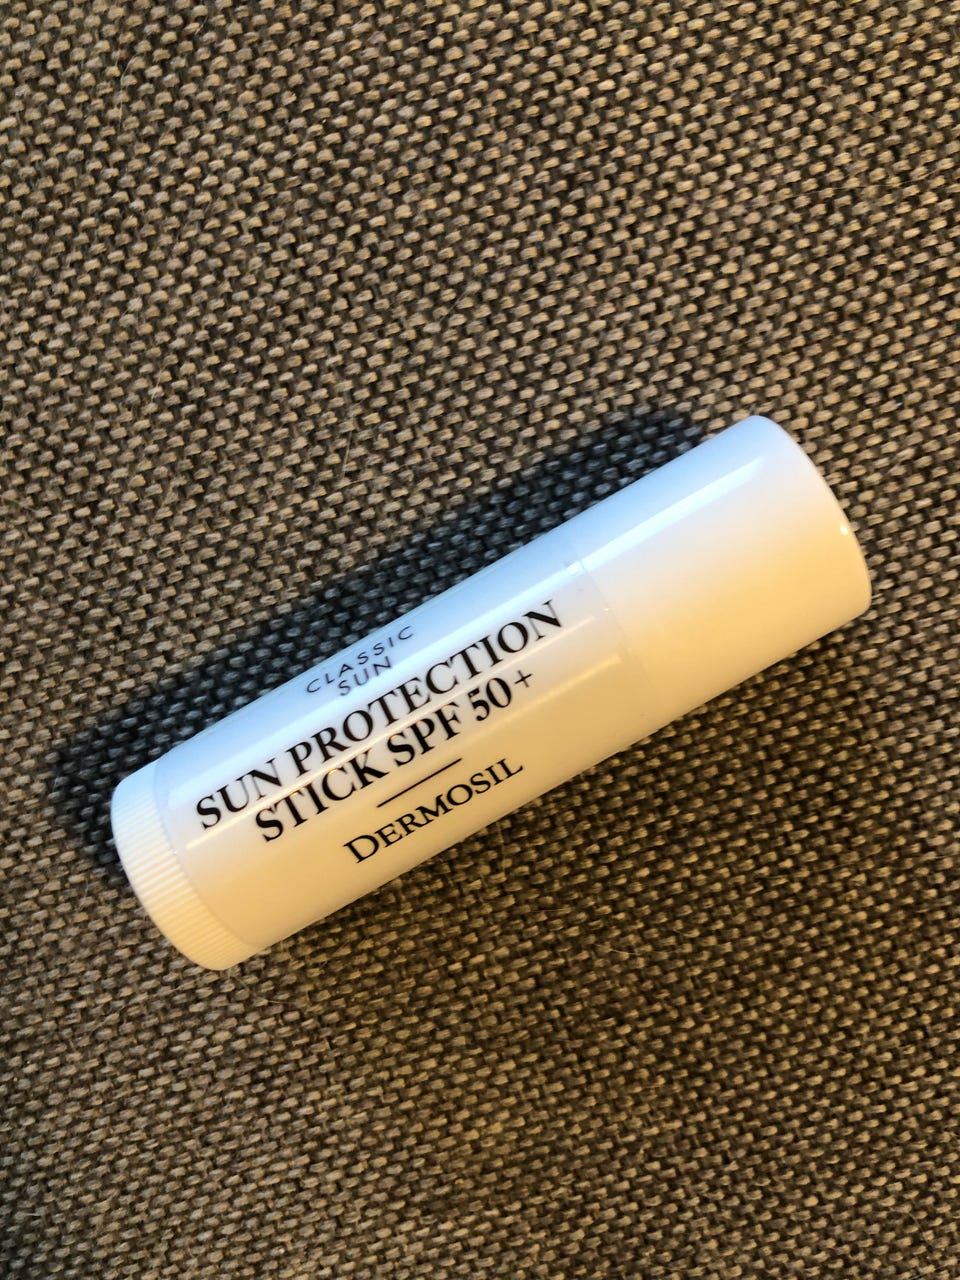 CLASSIC
SUN
SUN PROTECTION
STICK SPF 50+
DERMOSIL